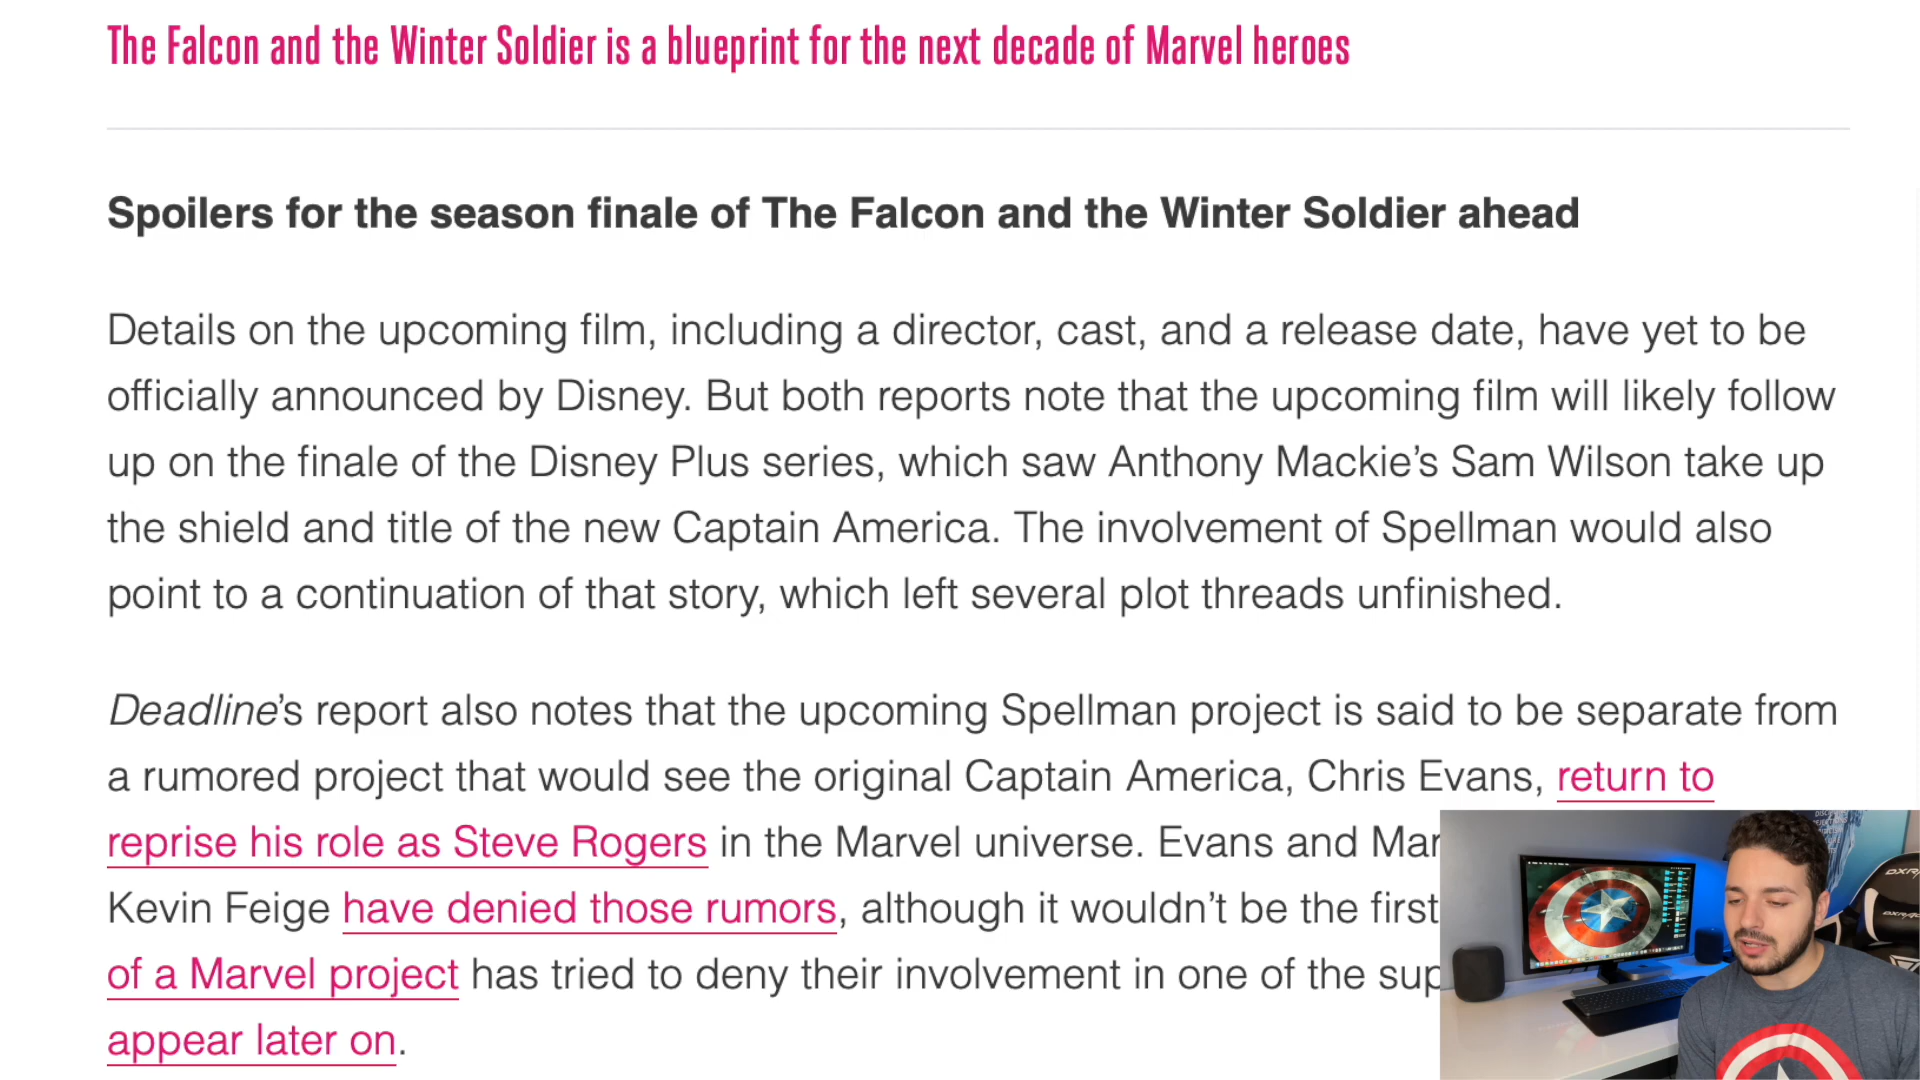 The Falcon and the Winter Soldier is a blueprint for the next decade of Marvel heroes
Spoilers for the season finale of The Falcon and the Winter Soldier ahead
Details on the upcoming film, including a director, cast, and a release date, have yet to be
officially announced by Disney. But both reports note that the upcoming film will likely follow
up on the finale of the Disney Plus series, which saw Anthony Mackie’s Sam Wilson take up
the shield and title of the new Captain America. The involvement of Spellman would also
point to a continuation of that story, which left several plot threads unfinished.
Deadline’s report also notes that the upcoming Spellman project is said to be separate from
a rumored project that would see the original Captain America, Chris Evans, return to
reprise his role as Steve Rogers in the Marvel universe. Evans and Mar
Kevin Feige have denied those rumors, although it wouldn’t be the first
of a Marvel project has tried to deny their involvement in one of the sup
appear later on.